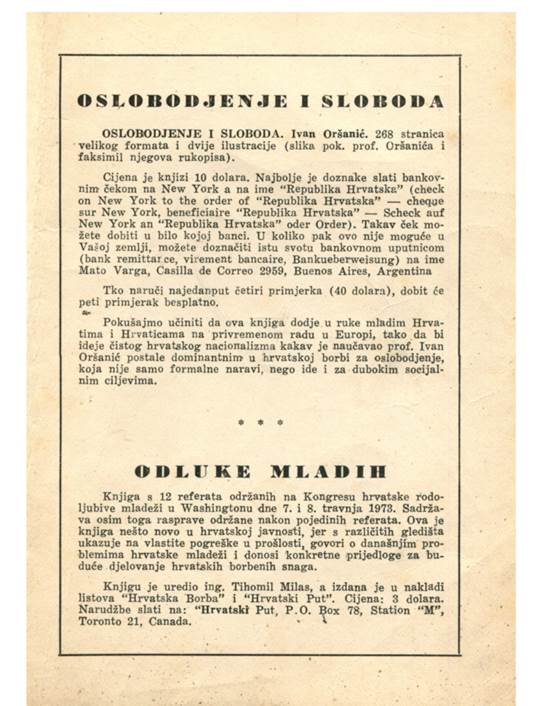 OSLOBODJENJE I SLOBODA
OSLOBODJENJE I SLOBODA. Ivan Oršanić. 268 stranica
velikog formata i dvije ilustracije (slika pok. prof. Oršanića i
faksimil njegova rukopisa).
Cijena je knjizi 10 dolara. Najbolje je doznake slati bankov-
nim čekom na New York a na ime "Republika Hrvatska" (check
on New York to the order of "Republika Hrvatska" — cheque
sur New York, beneficiaire "Republika Hrvatska" — Scheck auf
New York an "Republika Hrvatska" oder Order). Takav ček mo-
žete dobiti u bilo kojoj banci. U koliko pak ovo nije moguće u
Vašoj zemlji, možete doznačiti istu svotu bankovnom uputnicom
(bank remittarce, virement bancaire, Bankueberweisung) na ime
Mato Varga, Casilla de Correo 2959, Buenos Aires, Argentina
Tko naruči najedanput četiri primjerka (40 dolara), dobit će
peti primjerak besplatno.
Pokušajmo učiniti da ova knjiga dodje u ruke mladim Hrva-
tima i Hrvaticama na privremenom radu u Europi, tako da bi
ideje čistog hrvatskog nacionalizma kakav je naučavao prof. Ivan
Oršanić postale dominantnim u hrvatskoj borbi za oslobodjenje,
koja nije samo formalne naravi, nego ide i za dubokim socijal-
nim ciljevima.
* * *
ODLUKE MLADIH
Knjiga s 12 referata održanih na Kongresu hrvatske rodo-
ljubive mladeži u Washingtonu dne 7. i 8. travnja 1973. Sadrža-
va osim toga rasprave održane nakon pojedinih referata. Ova je
knjiga nešto novo u hrvatskoj javnosti, jer s različitih gledišta
ukazuje na vlastite pogreške u prošlosti, govori o današnjim pro-
blemima hrvatske mladeži i donosi konkretne prijedloge za bu-
duće djelovanje hrvatskih borbenih snaga.
Knjigu je uredio ing. Tihomil Milas, a izdana je u nakladi
listova "Hrvatska Borba" i "Hrvatski Put". Cijena: 3 dolara.
Narudžbe slati na: "Hrvatski Put, P.O. Box 78, Station "M",
Toronto 21, Canada.